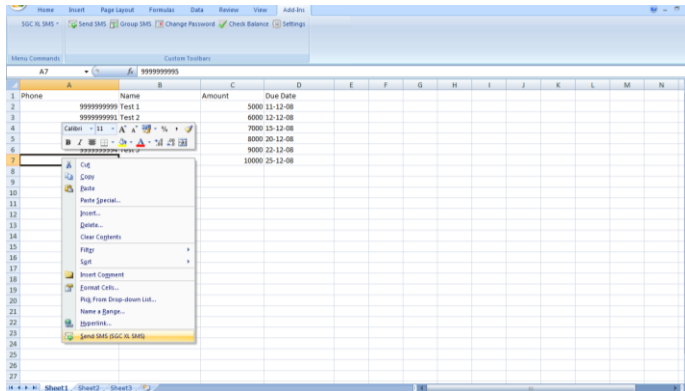 Home Insert Page Layout Formulas Data Review View Add-Ins
SGC XL SMS Send SMS Group SMS Change Password Check Balance Settings
Menu Commands Custom Toolbars
A7 fx 9999999995
A B C D E F G H I J K L M N
1 Phone Name Amount Due Date
2 9999999999 Test 1 5000 11-12-08
3 9999999991 Test 2 6000 12-12-08
4 7000 15-12-08
5 8000 20-12-08
6 9999999994 Test 5 9000 22-12-08
7 10000 25-12-08
Calibri 11 A A % ,
B I A
8 Cut
Copy
9
10 Paste
11 Paste Special...
12 Insert...
13 Delete...
14 Clear Contents
15 Filter
16 Sort
17
18 Insert Comment
19 Format Cells...
20 Pick From Drop-down List...
21 Name a Range...
22 Hyperlink...
23 Send SMS (SGC XL SMS)
24
25
26
27
Sheet1 Sheet2 Sheet3